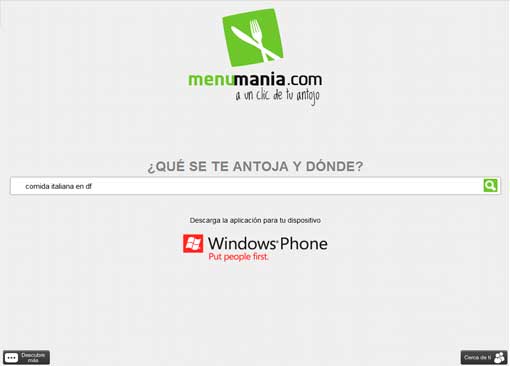 menumania.com
a un clic de tu antojo
¿QUÉ SE TE ANTOJA Y DÓNDE?
comida italiana en df
Descarga la aplicación para tu dispositivo
Windows® Phone
Put people first.
Descubre más
Cerca de ti